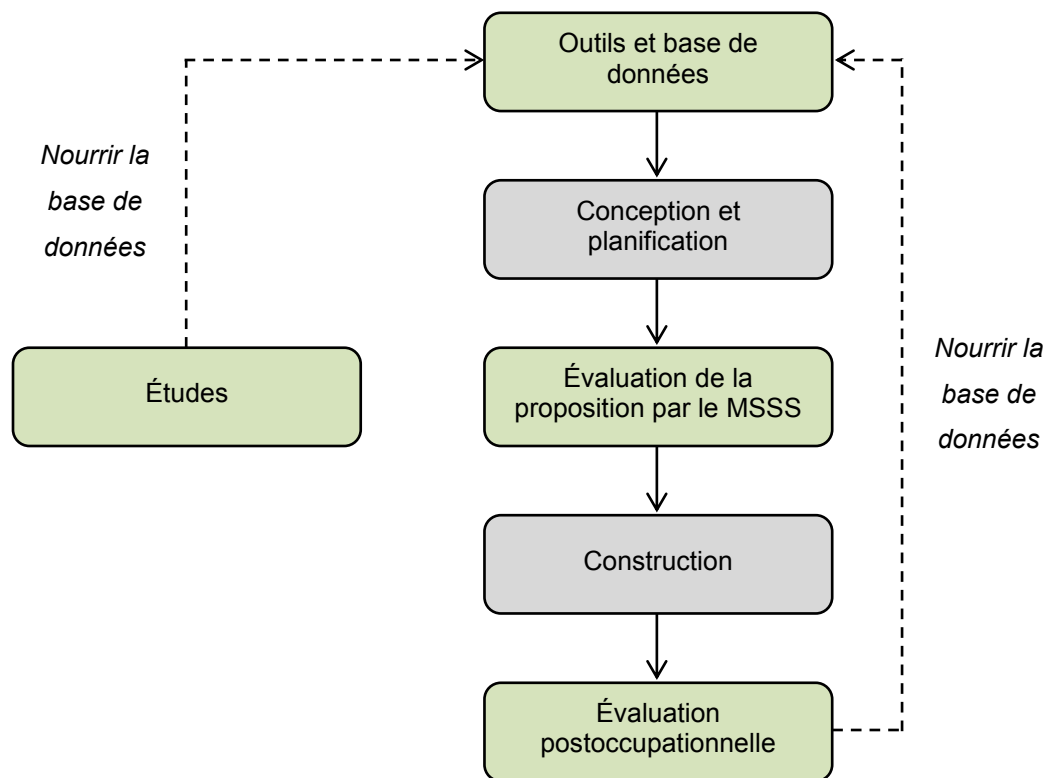 Outils et base de
données
Nourrir la
base de
données
Conception et
planification
Études
Évaluation de la
proposition par le MSSS
Nourrir la
base de
données
Construction
Évaluation
postoccupationnelle